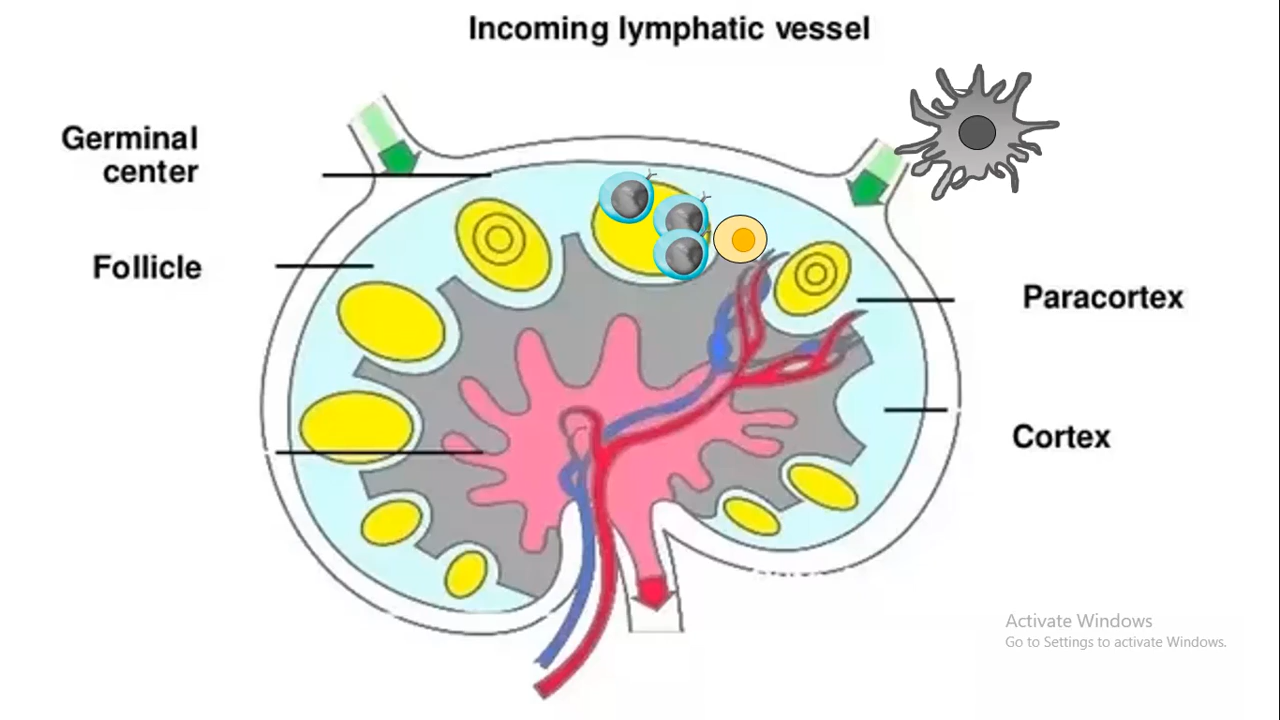 Incoming lymphatic vessel
Germinal
center
Follicle
Paracortex
Cortex
Activate Windows
Go to Settings to activate Windows.